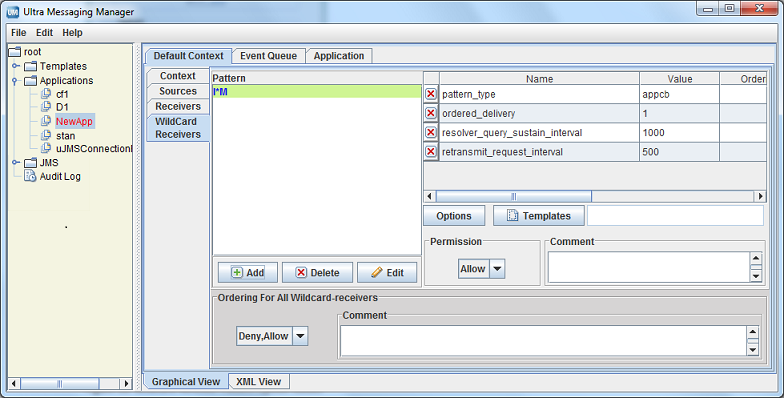 UM Ultra Messaging Manager
File Edit Help
root
Templates
Applications
cf1
D1
NewApp
stan
uJMSConnectionI
JMS
Audit Log
Default Context Event Queue Application
Context
Sources
Receivers
WildCard
Receivers
Pattern
I*M
Name Value Order
pattern_type appcb
ordered_delivery 1
resolver_query_sustain_interval 1000
retransmit_request_interval 500
Options Templates
Permission
Allow
Comment
Add Delete Edit
Ordering For All Wildcard-receivers
Deny,Allow
Comment
Graphical View XML View